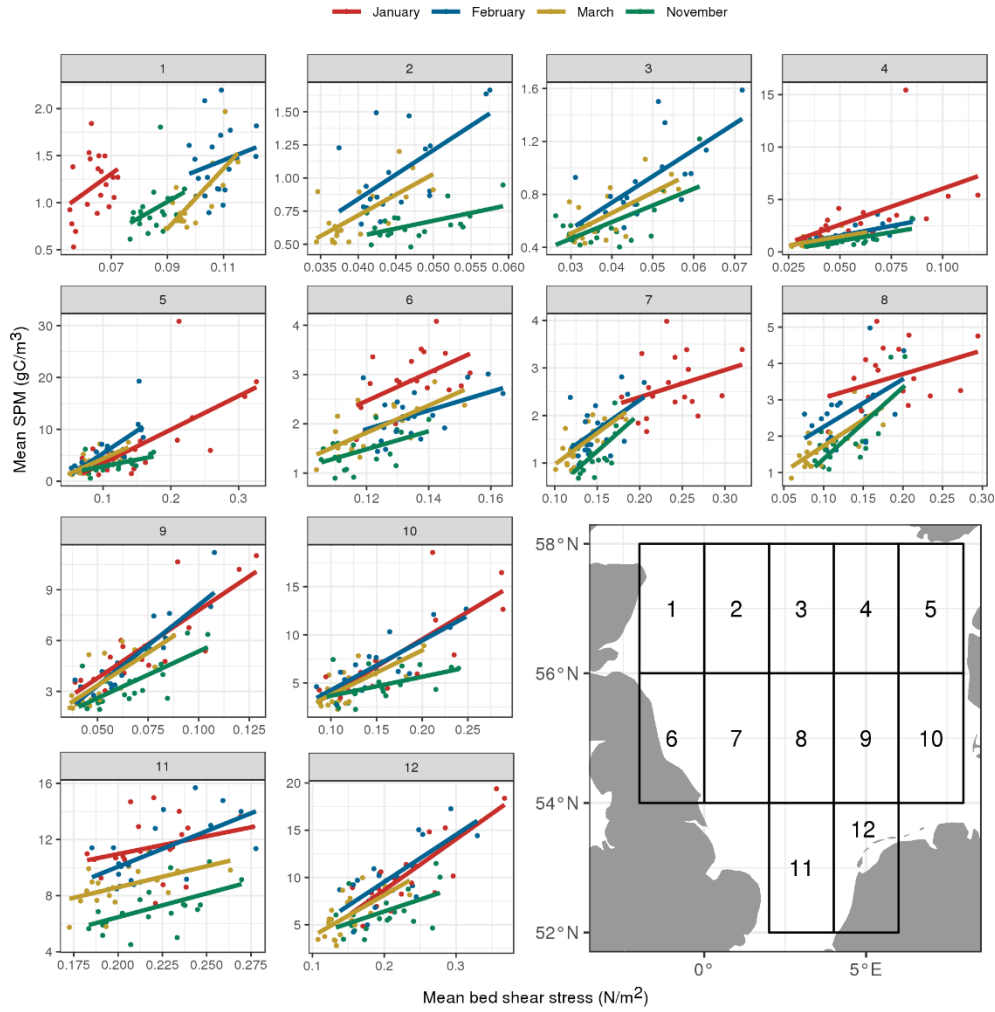 January February March November
1 2 3 4
2.0 1.5 1.0 0.5
0.07 0.09 0.11
1.50 1.25 1.00 0.75 0.50
0.035 0.040 0.045 0.050 0.055 0.060
1.6 1.2 0.8 0.4
0.03 0.04 0.05 0.06 0.07
15 10 5 0
0.025 0.050 0.075 0.100
5 6 7 8
30 20 10 0
0.1 0.2 0.3
4 3 2 1
0.12 0.14 0.16
4 3 2 1
0.10 0.15 0.20 0.25 0.30
5 4 3 2 1
0.05 0.10 0.15 0.20 0.25 0.30
Mean SPM (gC/m³)
9 10
9 6 3
0.050 0.075 0.100 0.125
15 10 5
0.10 0.15 0.20 0.25
11 12
16 12 8 4
0.175 0.200 0.225 0.250 0.275
20 15 10 5 0
0.1 0.2 0.3
58°N
1 2 3 4 5
56°N
6 7 8 9 10
54°N
12
11
52°N
0° 5°E
Mean bed shear stress (N/m²)